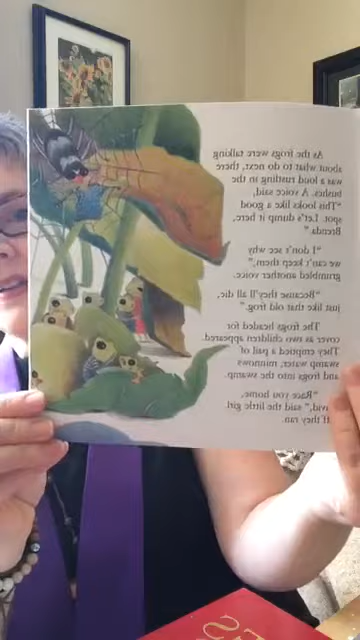 As the frogs were talking
about what to do next, there
was a loud rustling in the
bushes. A voice said,
"This looks like a good
spot. Let's dump it here,
Brenda."
"I don't see why
we can't keep them,"
grumbled another voice.
"Because they'll all die,
just like that old frog."
The frogs headed for
cover as two children appeared.
They emptied a pail of
swamp water, minnows
and frogs into the swamp.
"Race you home,
said the little girl
they ran.